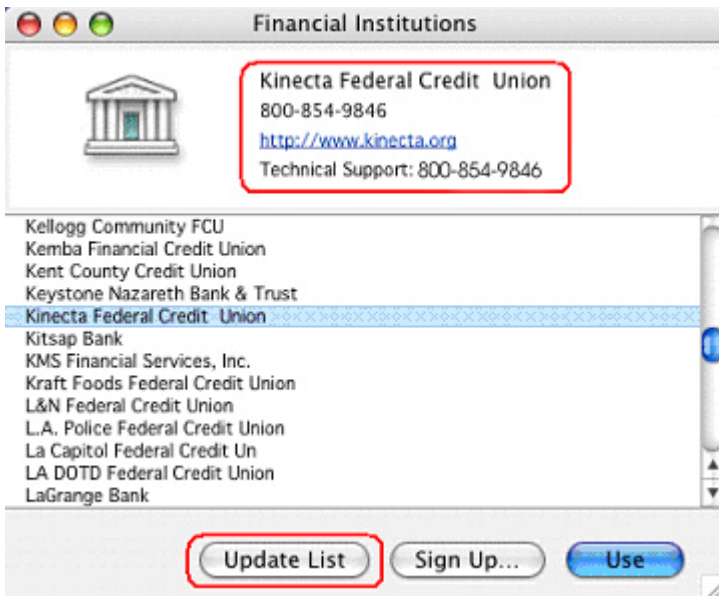 Financial Institutions
Kinecta Federal Credit Union
800-854-9846
http://www.kinecta.org
Technical Support: 800-854-9846
Kellogg Community FCU
Kemba Financial Credit Union
Kent County Credit Union
Keystone Nazareth Bank & Trust
Kinecta Federal Credit Union
Kitsap Bank
KMS Financial Services, Inc.
Kraft Foods Federal Credit Union
L&N Federal Credit Union
L.A. Police Federal Credit Union
La Capitol Federal Credit Un
LA DOTD Federal Credit Union
LaGrange Bank
Update List
Sign Up...
Use